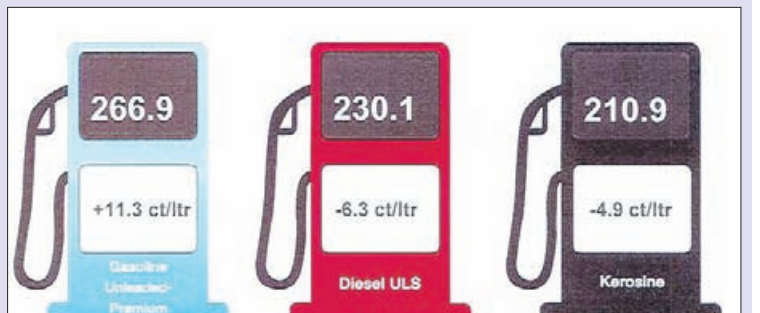 266.9
+11.3 ct/ltr
Gasoline
Unleaded-
Premium
230.1
-6.3 ct/ltr
Diesel ULS
210.9
-4.9 ct/ltr
Kerosine